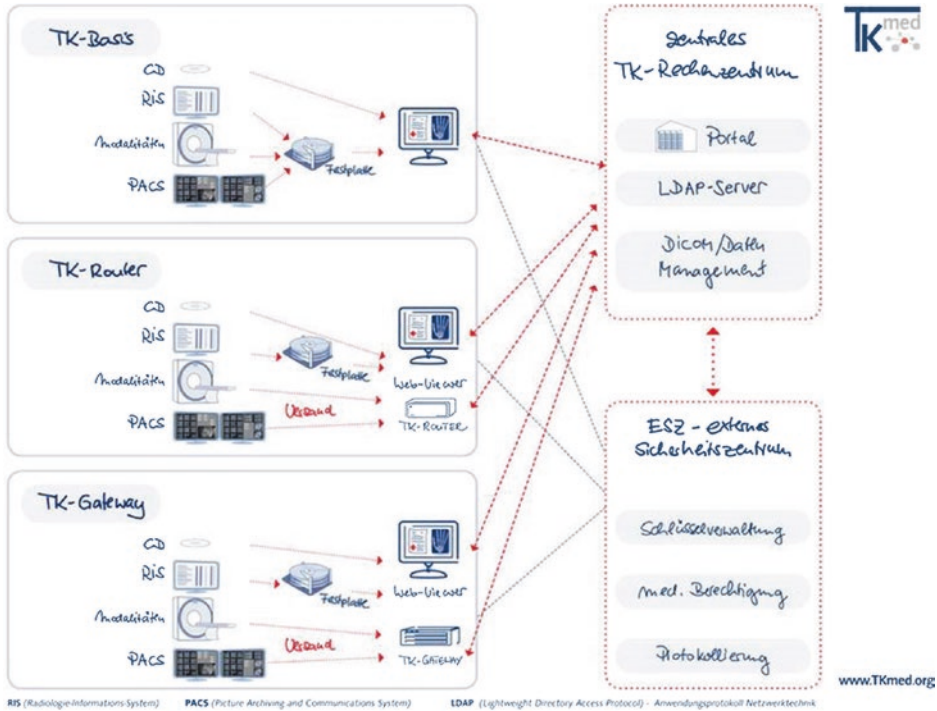 TK-Basis
CD
RIS
Modalitäten
PACS
Festplatte
TK-Router
CD
RIS
Modalitäten
PACS
Festplatte
Versand
Web-Viewer
TK-ROUTER
TK-Gateway
CD
RIS
Modalitäten
PACS
Festplatte
Versand
Web-Viewer
TK-GATEWAY
zentrales
TK-Rechenzentrum
Portal
LDAP-Server
Dicom/Daten
Management
ESZ - externes
Sicherheitszentrum
Schlüsselverwaltung
med. Berechtigung
Protokollierung
TKmed
www.TKmed.org
RIS (Radiologie-Informations-System) PACS (Picture Archiving and Communications System) LDAP (Lightweight Directory Access Protocol) - Anwendungsprotokoll Netzwerktechnik